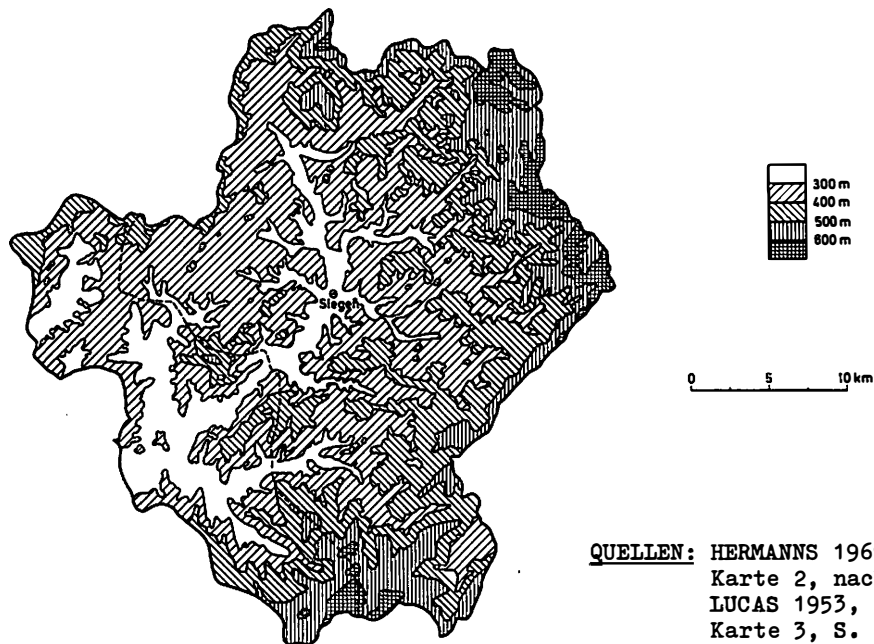 300 m
400 m
500 m
600 m
Siegen
0 5 10 km
QUELLEN: HERMANNS 196
Karte 2, nac
LUCAS 1953,
Karte 3, S.